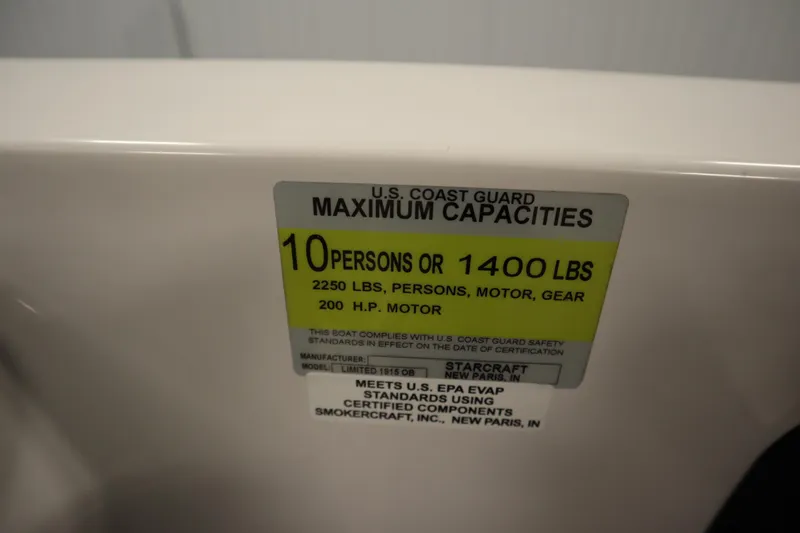 U.S. COAST GUARD
MAXIMUM CAPACITIES
10 PERSONS OR 1400 LBS
2250 LBS, PERSONS, MOTOR, GEAR
200 H.P. MOTOR
THIS BOAT COMPLIES WITH U.S. COAST GUARD SAFETY
STANDARDS IN EFFECT ON THE DATE OF CERTIFICATION
MANUFACTURER: STARCRAFT
MODEL: LIMITED 1915 OB NEW PARIS, IN
MEETS U.S. EPA EVAP
STANDARDS USING
CERTIFIED COMPONENTS
SMOKERCRAFT, INC., NEW PARIS, IN